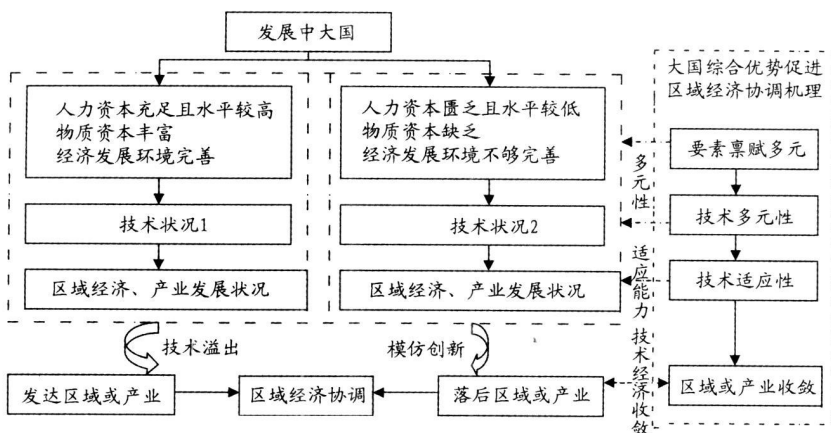 发展中大国
人力资本充足且水平较高
物质资本丰富
经济发展环境完善
技术状况1
区域经济、产业发展状况
技术溢出
发达区域或产业
区域经济协调
人力资本匮乏且水平较低
物质资本缺乏
经济发展环境不够完善
技术状况2
区域经济、产业发展状况
模仿创新
落后区域或产业
多元性
适应能力
技术经济收敛
大国综合优势促进
区域经济协调机理
要素禀赋多元
技术多元性
技术适应性
区域或产业收敛